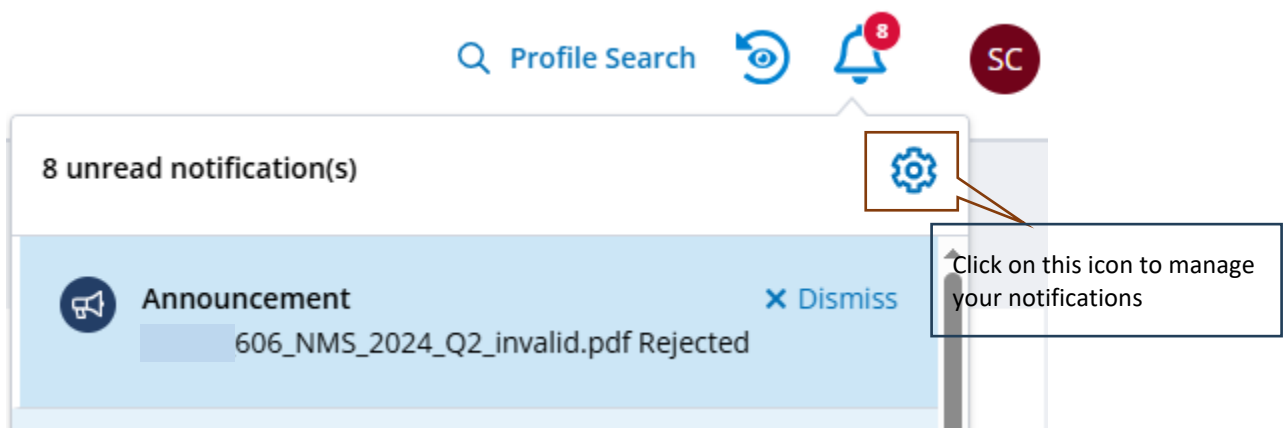 Profile Search
8
SC
8 unread notification(s)
Click on this icon to manage
your notifications
Announcement
Dismiss
606_NMS_2024_Q2_invalid.pdf Rejected